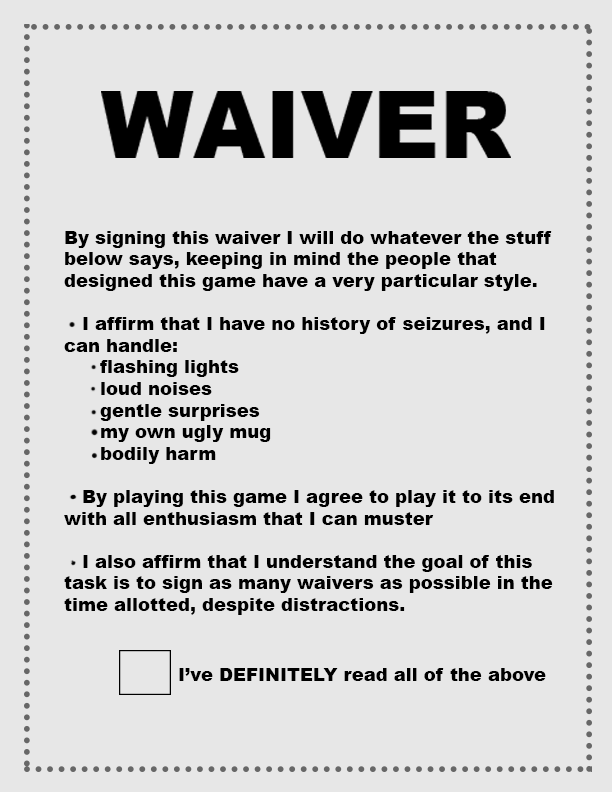 WAIVER
By signing this waiver I will do whatever the stuff
below says, keeping in mind the people that
designed this game have a very particular style.
• I affirm that I have no history of seizures, and I
can handle:
• flashing lights
• loud noises
• gentle surprises
• my own ugly mug
• bodily harm
• By playing this game I agree to play it to its end
with all enthusiasm that I can muster
• I also affirm that I understand the goal of this
task is to sign as many waivers as possible in the
time allotted, despite distractions.
I’ve DEFINITELY read all of the above